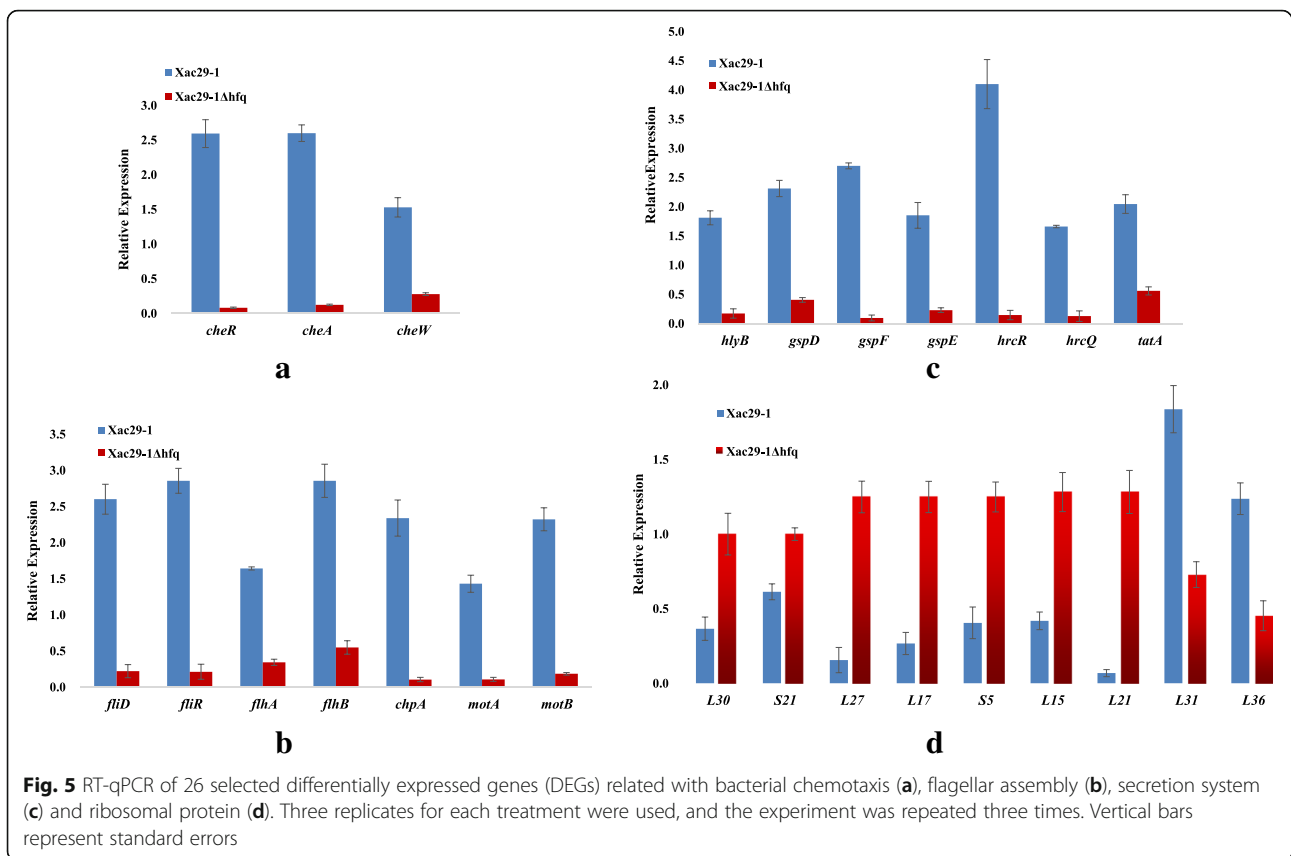 Xac29-1
Xac29-1Δhfq
Relative Expression
3.0
2.5
2.0
1.5
1.0
0.5
0.0
cheR cheA cheW
a
Xac29-1
Xac29-1Δhfq
RelativeExpression
5.0
4.5
4.0
3.5
3.0
2.5
2.0
1.5
1.0
0.5
0.0
hlyB gspD gspF gspE hrcR hrcQ tatA
c
Xac29-1
Xac29-1Δhfq
Relative Expression
3.5
3.0
2.5
2.0
1.5
1.0
0.5
0.0
fliD fliR flhA flhB chpA motA motB
b
Xac29-1
Xac29-1Δhfq
Relative Expression
2.0
1.5
1.0
0.5
0.0
L30 S21 L27 L17 S5 L15 L21 L31 L36
d
Fig. 5 RT-qPCR of 26 selected differentially expressed genes (DEGs) related with bacterial chemotaxis (a), flagellar assembly (b), secretion system
(c) and ribosomal protein (d). Three replicates for each treatment were used, and the experiment was repeated three times. Vertical bars
represent standard errors